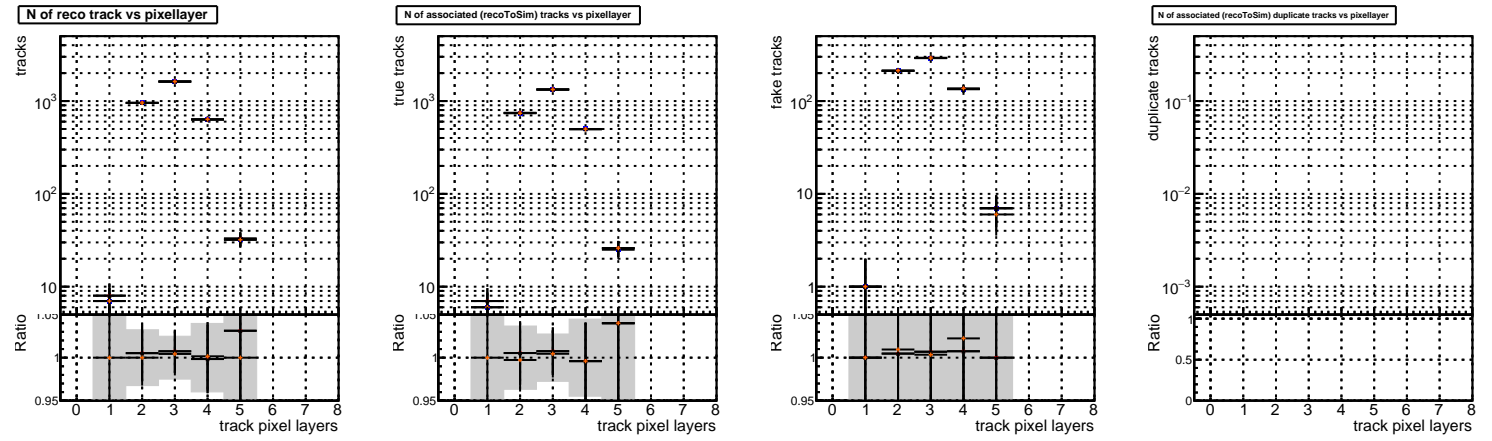 N of reco track vs pixellayer
tracks
10³
10²
10
1.05
Ratio
1
0.95
0 1 2 3 4 5 6 7 8
track pixel layers
N of associated (recoToSim) tracks vs pixellayer
true tracks
10³
10²
10
1.05
Ratio
1
0.95
0 1 2 3 4 5 6 7 8
track pixel layers
fake tracks
10²
10
1
1.05
Ratio
1
0.95
0 1 2 3 4 5 6 7 8
track pixel layers
N of associated (recoToSim) duplicate tracks vs pixellayer
duplicate tracks
10⁻¹
10⁻²
10⁻³
Ratio
1
0.5
0
0 1 2 3 4 5 6 7 8
track pixel layers